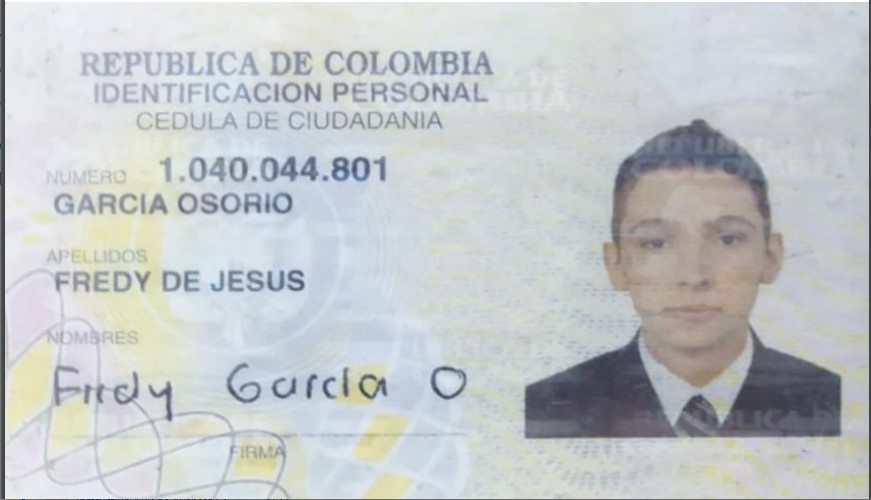 REPUBLICA DE COLOMBIA
IDENTIFICACION PERSONAL
CEDULA DE CIUDADANIA
NUMERO 1.040.044.801
GARCIA OSORIO
APELLIDOS
FREDY DE JESUS
NOMBRES
Fredy Garcia O
FIRMA